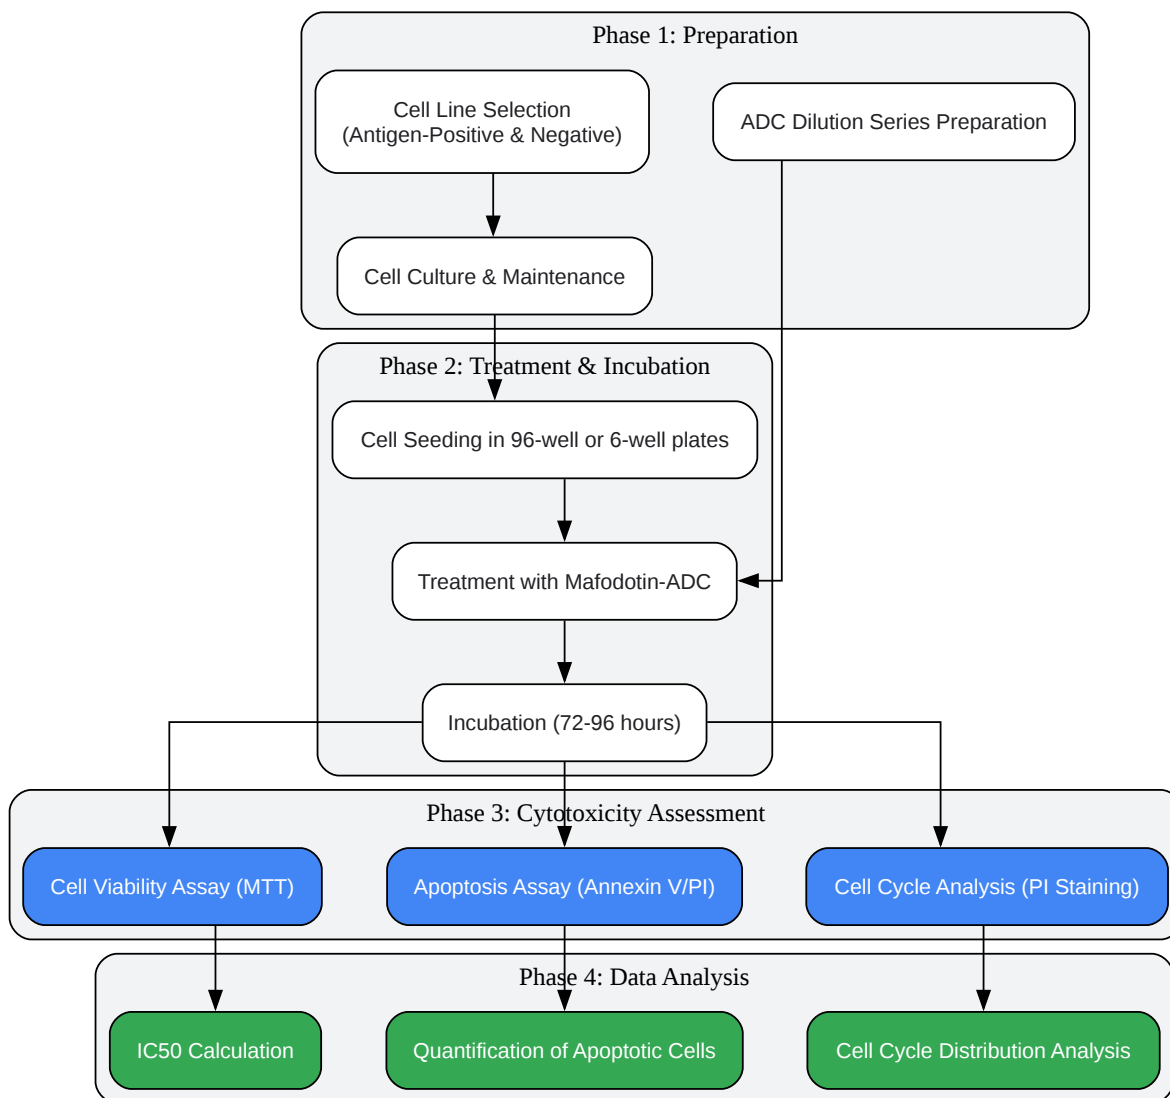 Phase 1: Preparation
Cell Line Selection
(Antigen-Positive & Negative)
ADC Dilution Series Preparation
Cell Culture & Maintenance
Phase 2: Treatment & Incubation
Cell Seeding in 96-well or 6-well plates
Treatment with Mafodotin-ADC
Incubation (72-96 hours)
Phase 3: Cytotoxicity Assessment
Cell Viability Assay (MTT)
Apoptosis Assay (Annexin V/PI)
Cell Cycle Analysis (PI Staining)
Phase 4: Data Analysis
IC50 Calculation
Quantification of Apoptotic Cells
Cell Cycle Distribution Analysis